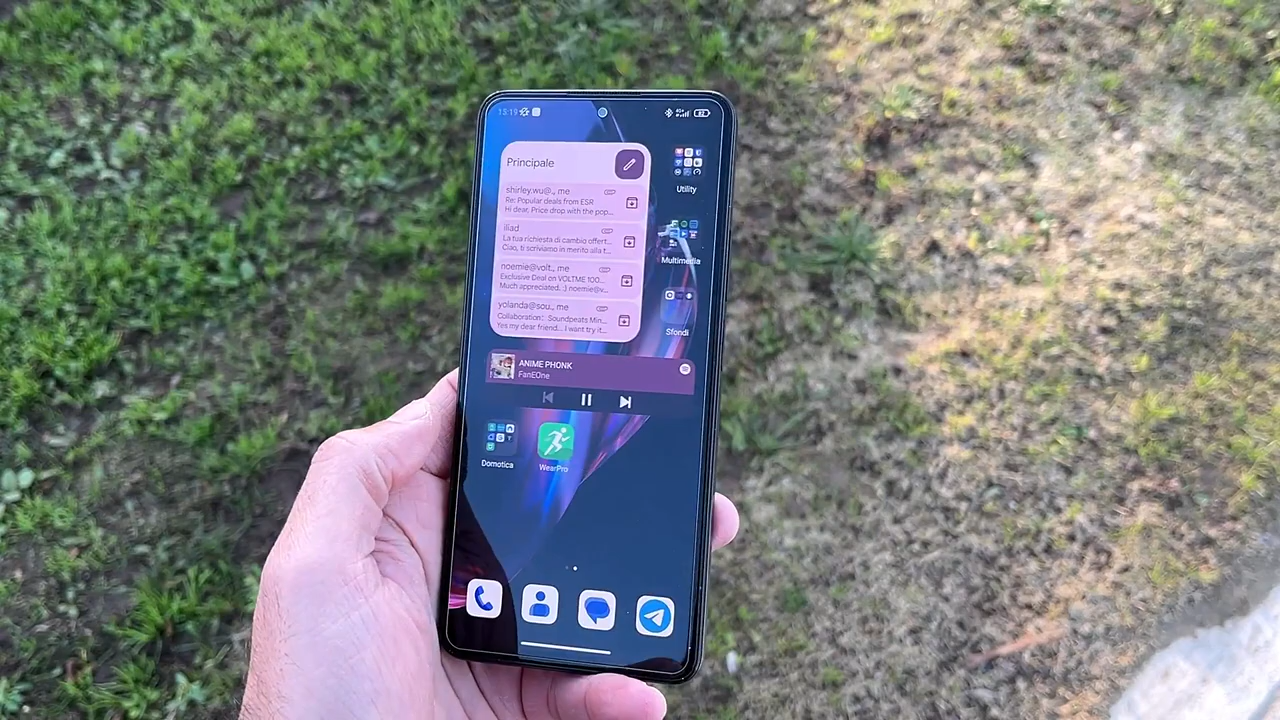 15:19
Principale
shirley.wu@., me
Re: Popular deals from ESR
Hi dear, Price drop with the pop...
iliad
La tua richiesta di cambio offert...
Ciao, ti scriviamo in merito alla t...
noemie@volt., me
Exclusive Deal on VOLTME 100...
Much appreciated. :) noemie@v...
yolanda@sou., me
Collaboration: Soundpeats Min...
Yes my dear friend... I want try it...
Utility
Multimedia
Sfondi
ANIME PHONK
FanEOne
Domotica
WearPro